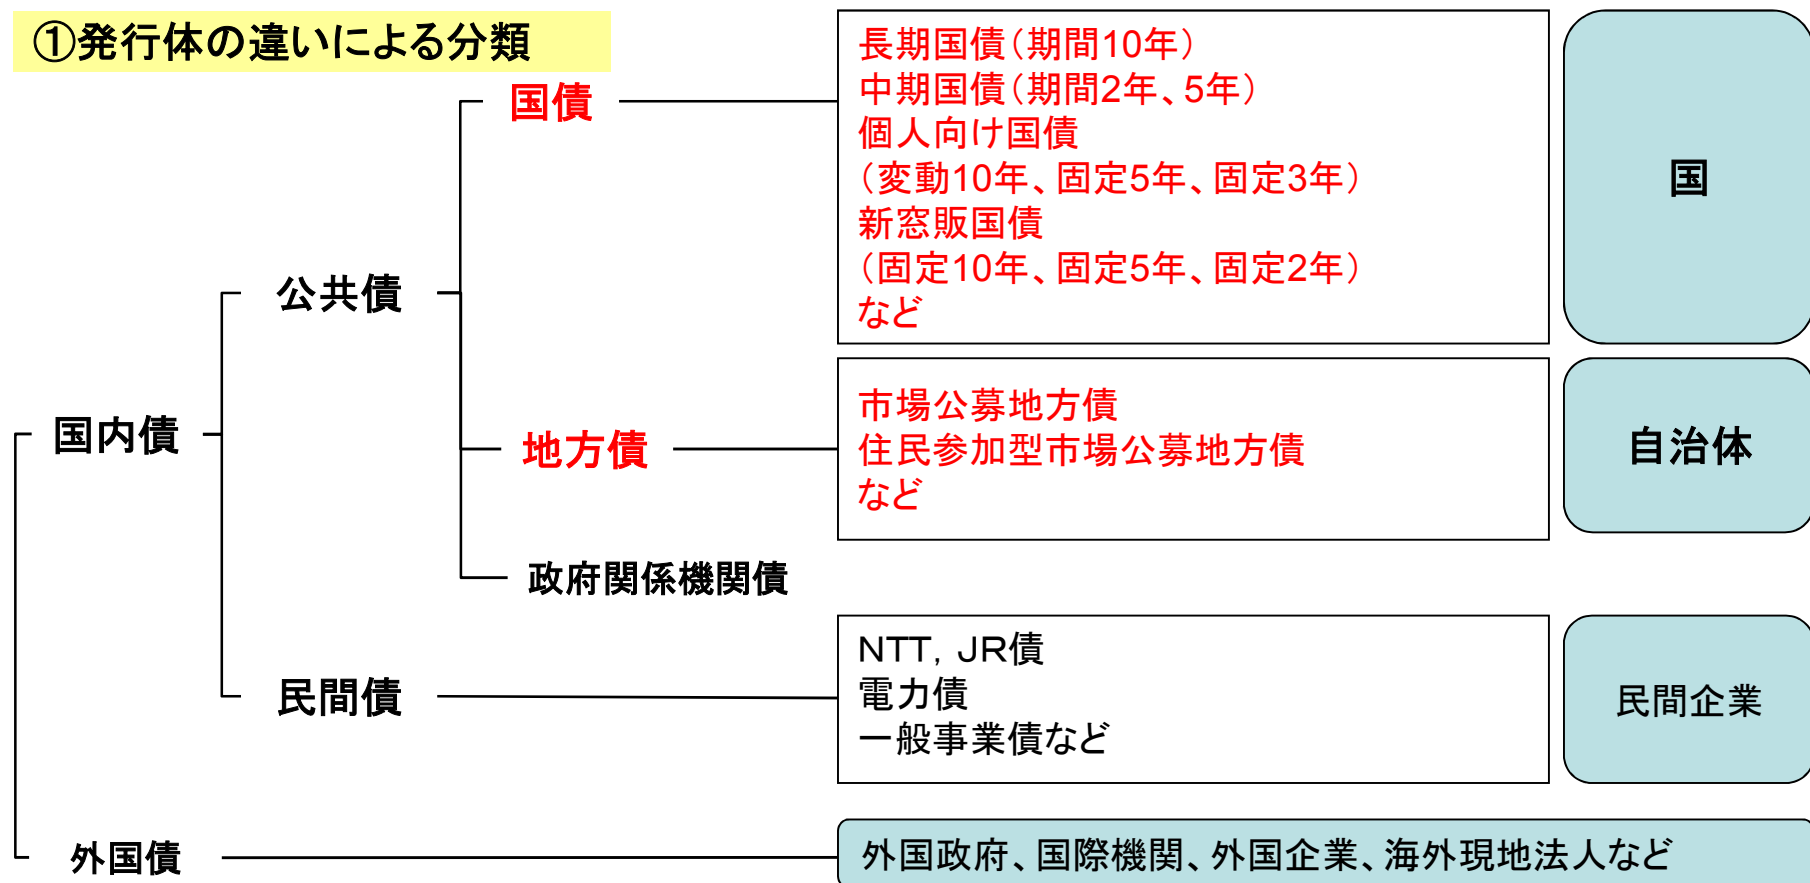 ①発行体の違いによる分類
国債
長期国債(期間10年)
中期国債(期間2年、5年)
個人向け国債
(変動10年、固定5年、固定3年)
新窓販国債
(固定10年、固定5年、固定2年)
など
国
公共債
国内債
地方債
市場公募地方債
住民参加型市場公募地方債
など
自治体
政府関係機関債
民間債
NTT, JR債
電力債
一般事業債など
民間企業
外国債
外国政府、国際機関、外国企業、海外現地法人など